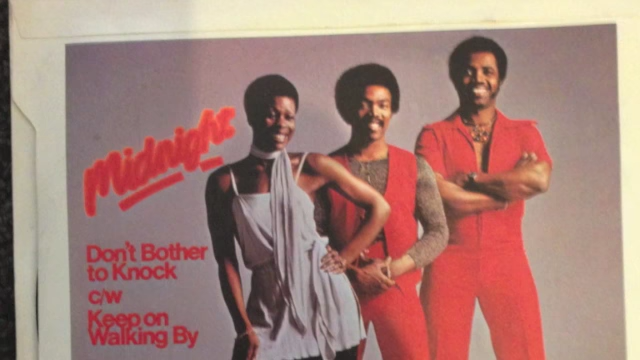 Midnight
Don't Bother
to Knock
c/w
Keep on
Walking By